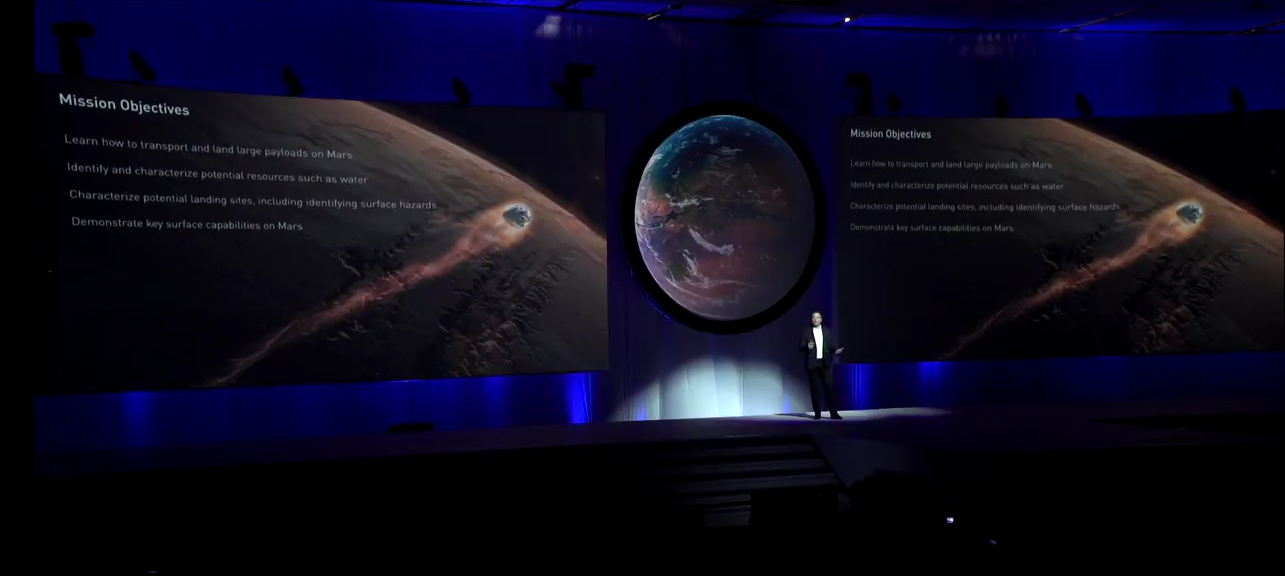 Mission Objectives
Learn how to transport and land large payloads on Mars
Identify and characterize potential resources such as water
Characterize potential landing sites, including identifying surface hazards
Demonstrate key surface capabilities on Mars
Mission Objectives
Learn how to transport and land large payloads on Mars
Identify and characterize potential resources such as water
Characterize potential landing sites, including identifying surface hazards
Demonstrate key surface capabilities on Mars